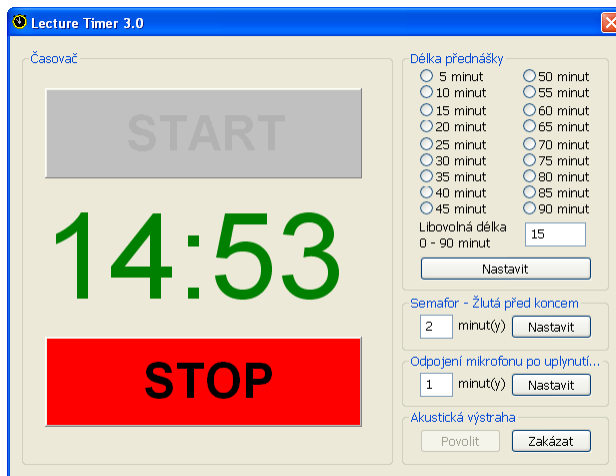 Lecture Timer 3.0
Časovač
START
14:53
STOP
Délka přednášky
5 minut
50 minut
10 minut
55 minut
15 minut
60 minut
20 minut
65 minut
25 minut
70 minut
30 minut
75 minut
35 minut
80 minut
40 minut
85 minut
45 minut
90 minut
Libovolná délka
0 - 90 minut
15
Nastavit
Semafor - Žlutá před koncem
2 minut(y) Nastavit
Odpojení mikrofonu po uplynutí...
1 minut(y) Nastavit
Akustická výstraha
Povolit Zakázat